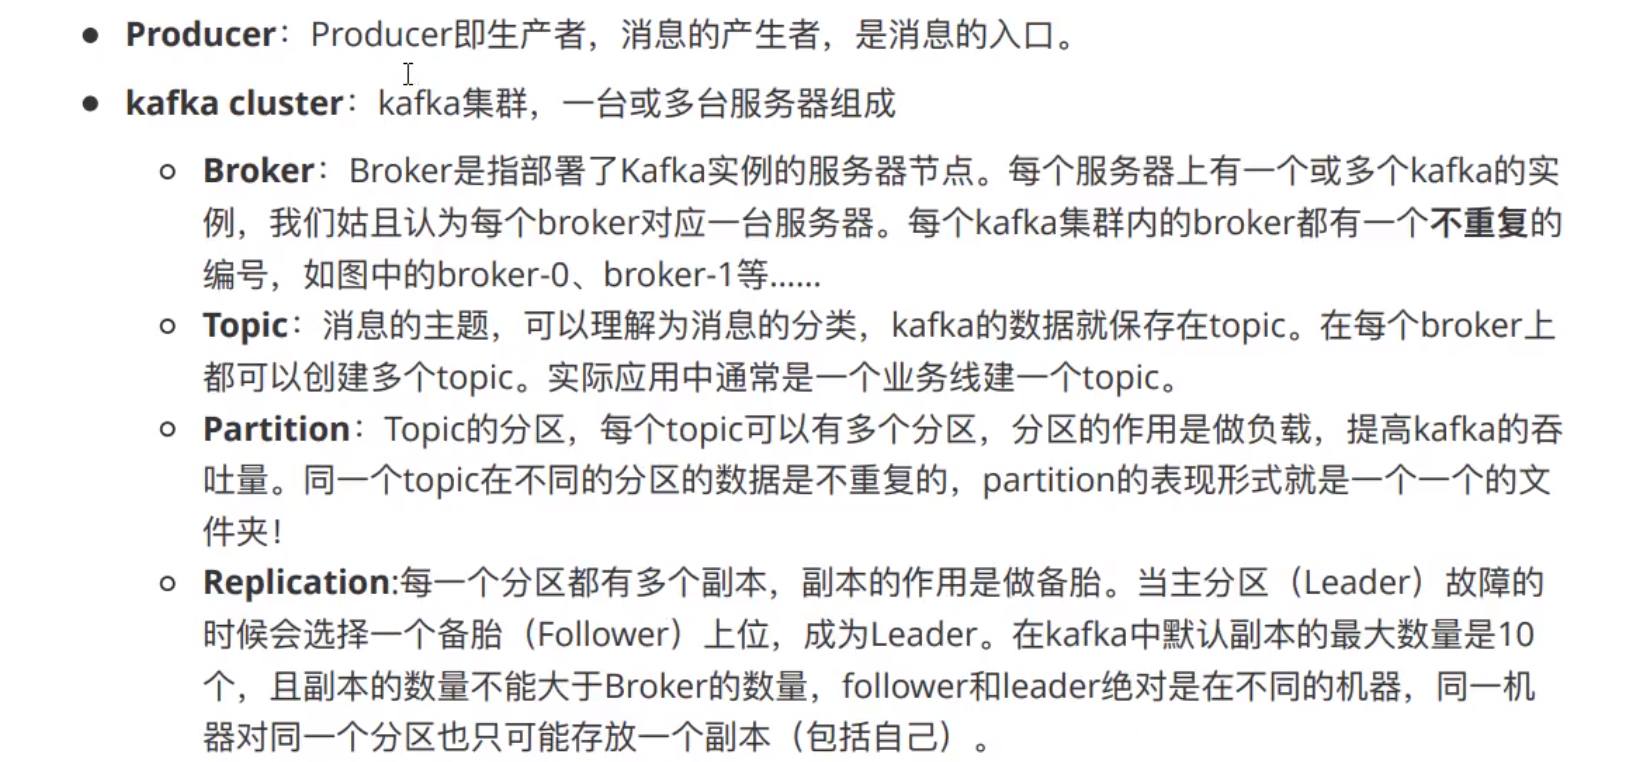 Producer：Producer即生产者，消息的产生者，是消息的入口。
kafka cluster：kafka集群，一台或多台服务器组成
Broker：Broker是指部署了Kafka实例的服务器节点。每个服务器上有一个或多个kafka的实
例，我们姑且认为每个broker对应一台服务器。每个kafka集群内的broker都有一个不重复的
编号，如图中的broker-0、broker-1等……
Topic：消息的主题，可以理解为消息的分类，kafka的数据就保存在topic。在每个broker上
都可以创建多个topic。实际应用中通常是一个业务线建一个topic。
Partition：Topic的分区，每个topic可以有多个分区，分区的作用是做负载，提高kafka的吞
吐量。同一个topic在不同的分区的数据是不重复的，partition的表现形式就是一个一个的文
件夹！
Replication:每一个分区都有多个副本，副本的作用是做备胎。当主分区（Leader）故障的
时候会选择一个备胎（Follower）上位，成为Leader。在kafka中默认副本的最大数量是10
个，且副本的数量不能大于Broker的数量，follower和leader绝对是在不同的机器，同一机
器对同一个分区也只可能存放一个副本（包括自己）。